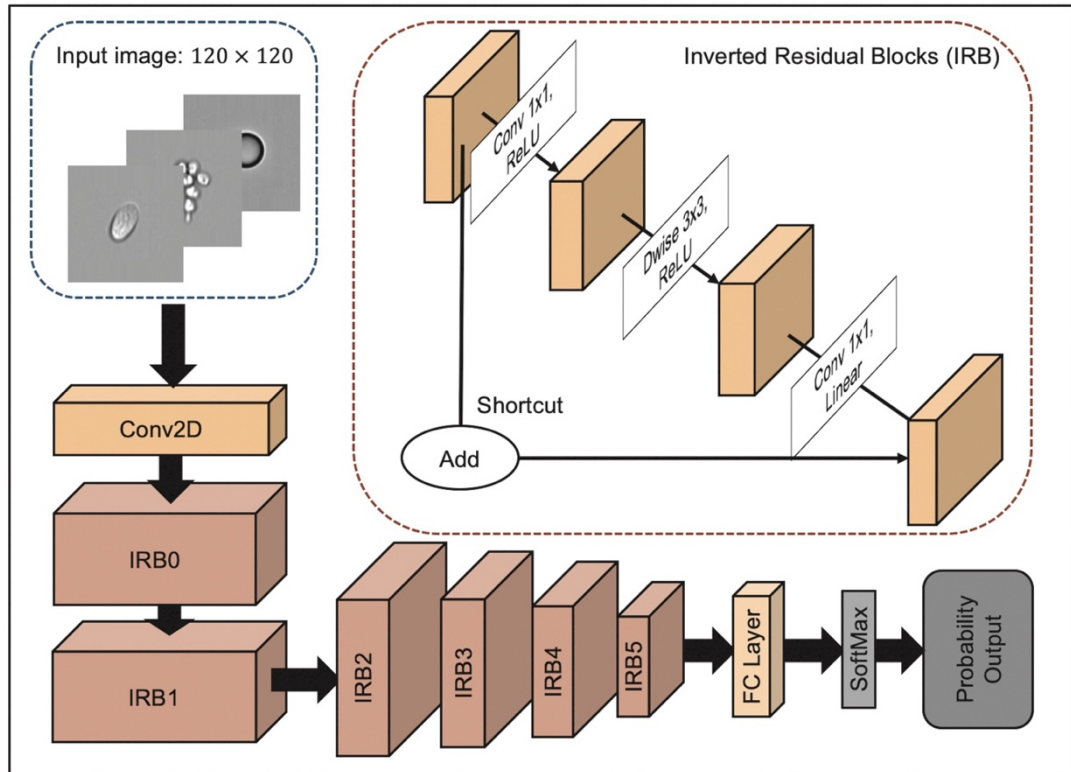 Input image: 120 × 120
Inverted Residual Blocks (IRB)
Conv 1x1,
ReLU
Dwise 3x3,
ReLU
Conv 1x1,
Linear
Shortcut
Add
Conv2D
IRB0
IRB1
IRB2
IRB3
IRB4
IRB5
FC Layer
SoftMax
Probability
Output